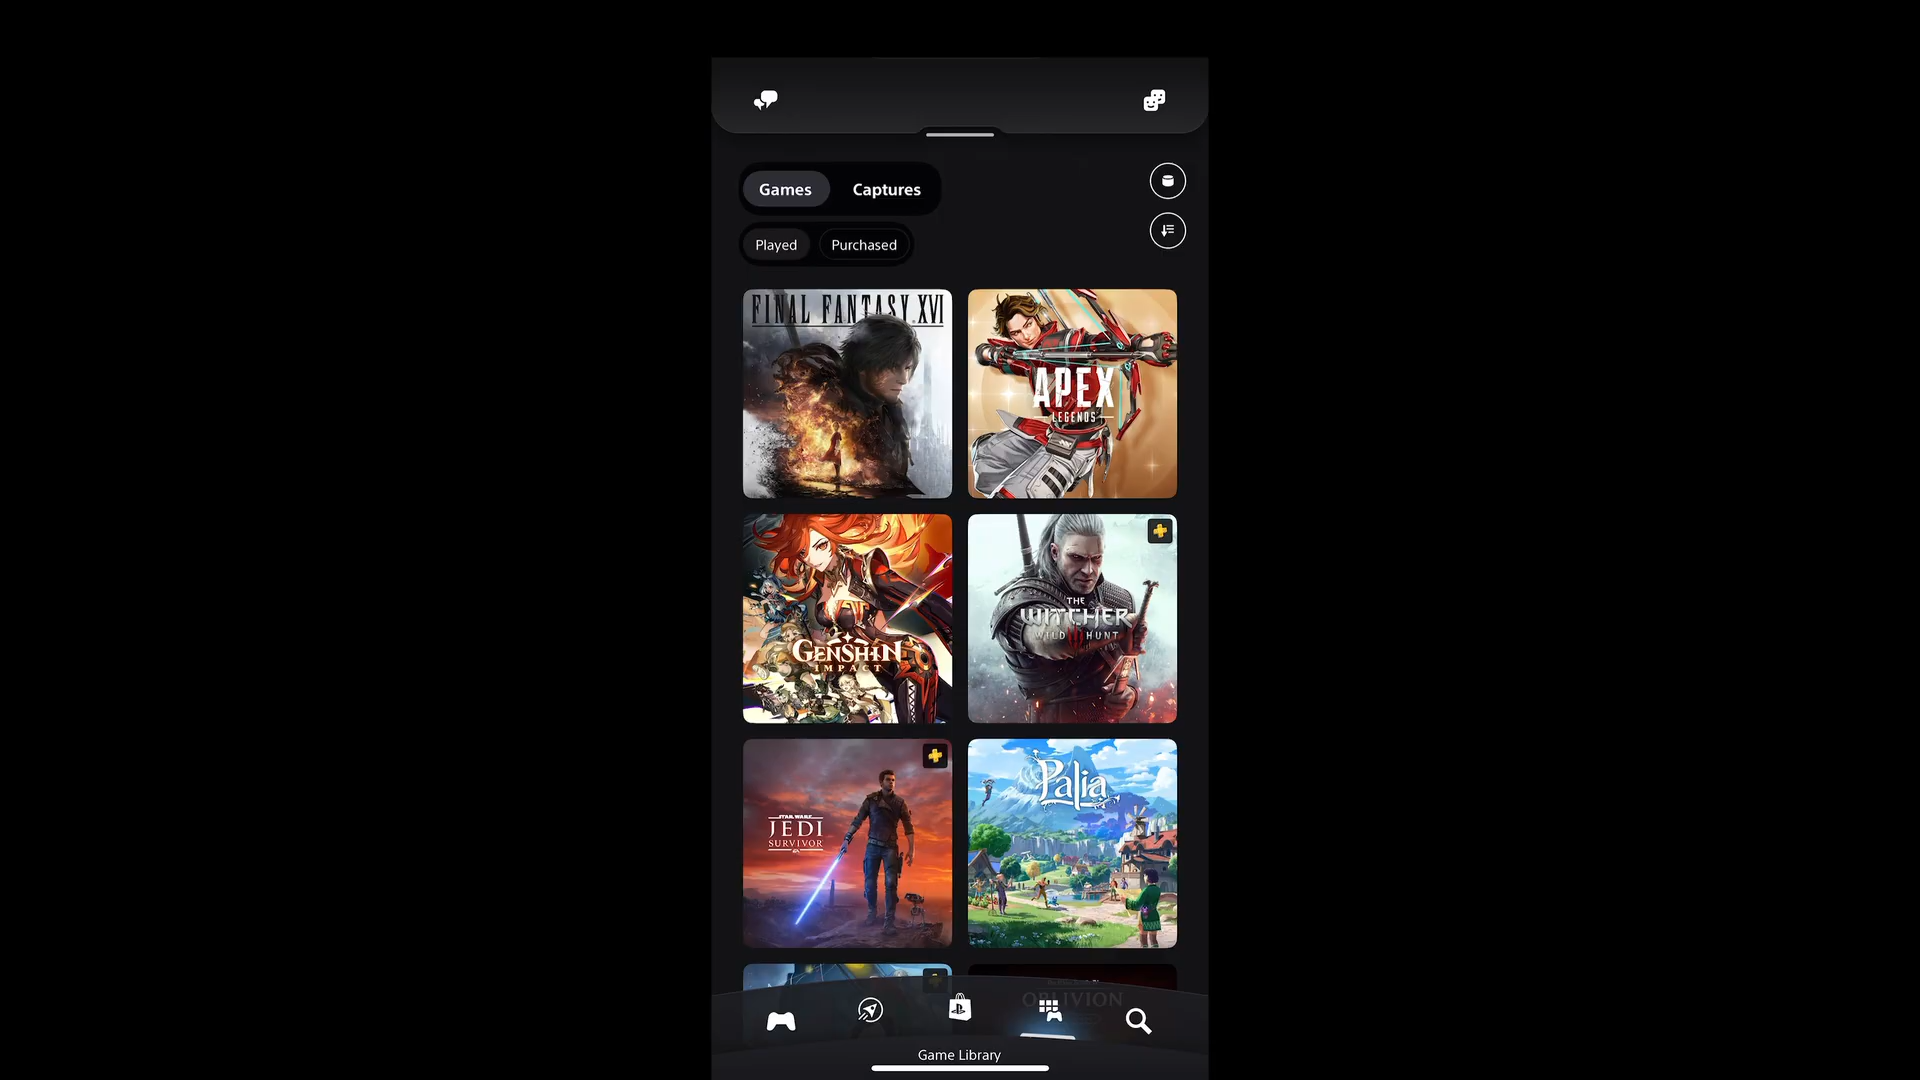 Games
Captures
Played
Purchased
FINAL FANTASY XVI
APEX
LEGENDS
GENSHIN
IMPACT
THE
WITCHER
WILD HUNT
STAR WARS
JEDI
SURVIVOR
Palia
OBLIVION
Game Library